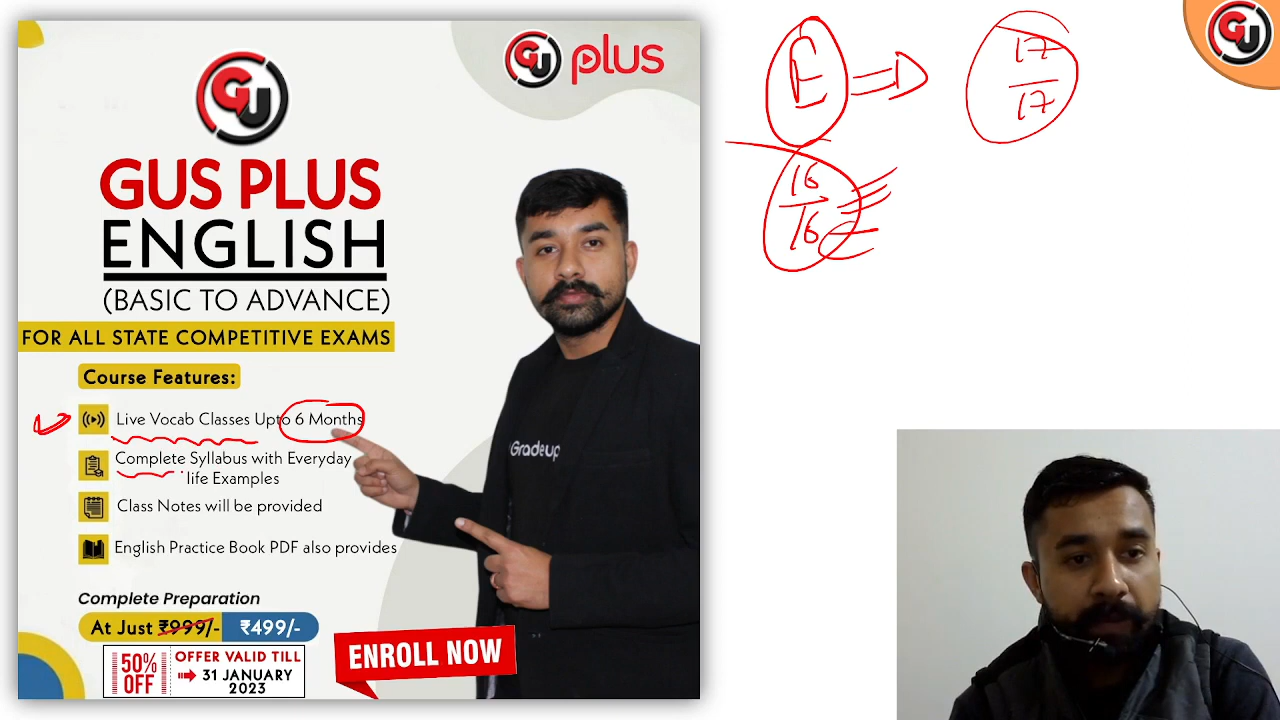 GU
GU plus
GUS PLUS
ENGLISH
(BASIC TO ADVANCE)
FOR ALL STATE COMPETITIVE EXAMS
Course Features:
Live Vocab Classes Upto 6 Months
Complete Syllabus with Everyday
life Examples
Class Notes will be provided
English Practice Book PDF also provides
Complete Preparation
At Just ₹999/- ₹499/-
50%
OFF
OFFER VALID TILL
31 JANUARY
2023
ENROLL NOW
Gradeup
E
17
17
16
16
GU